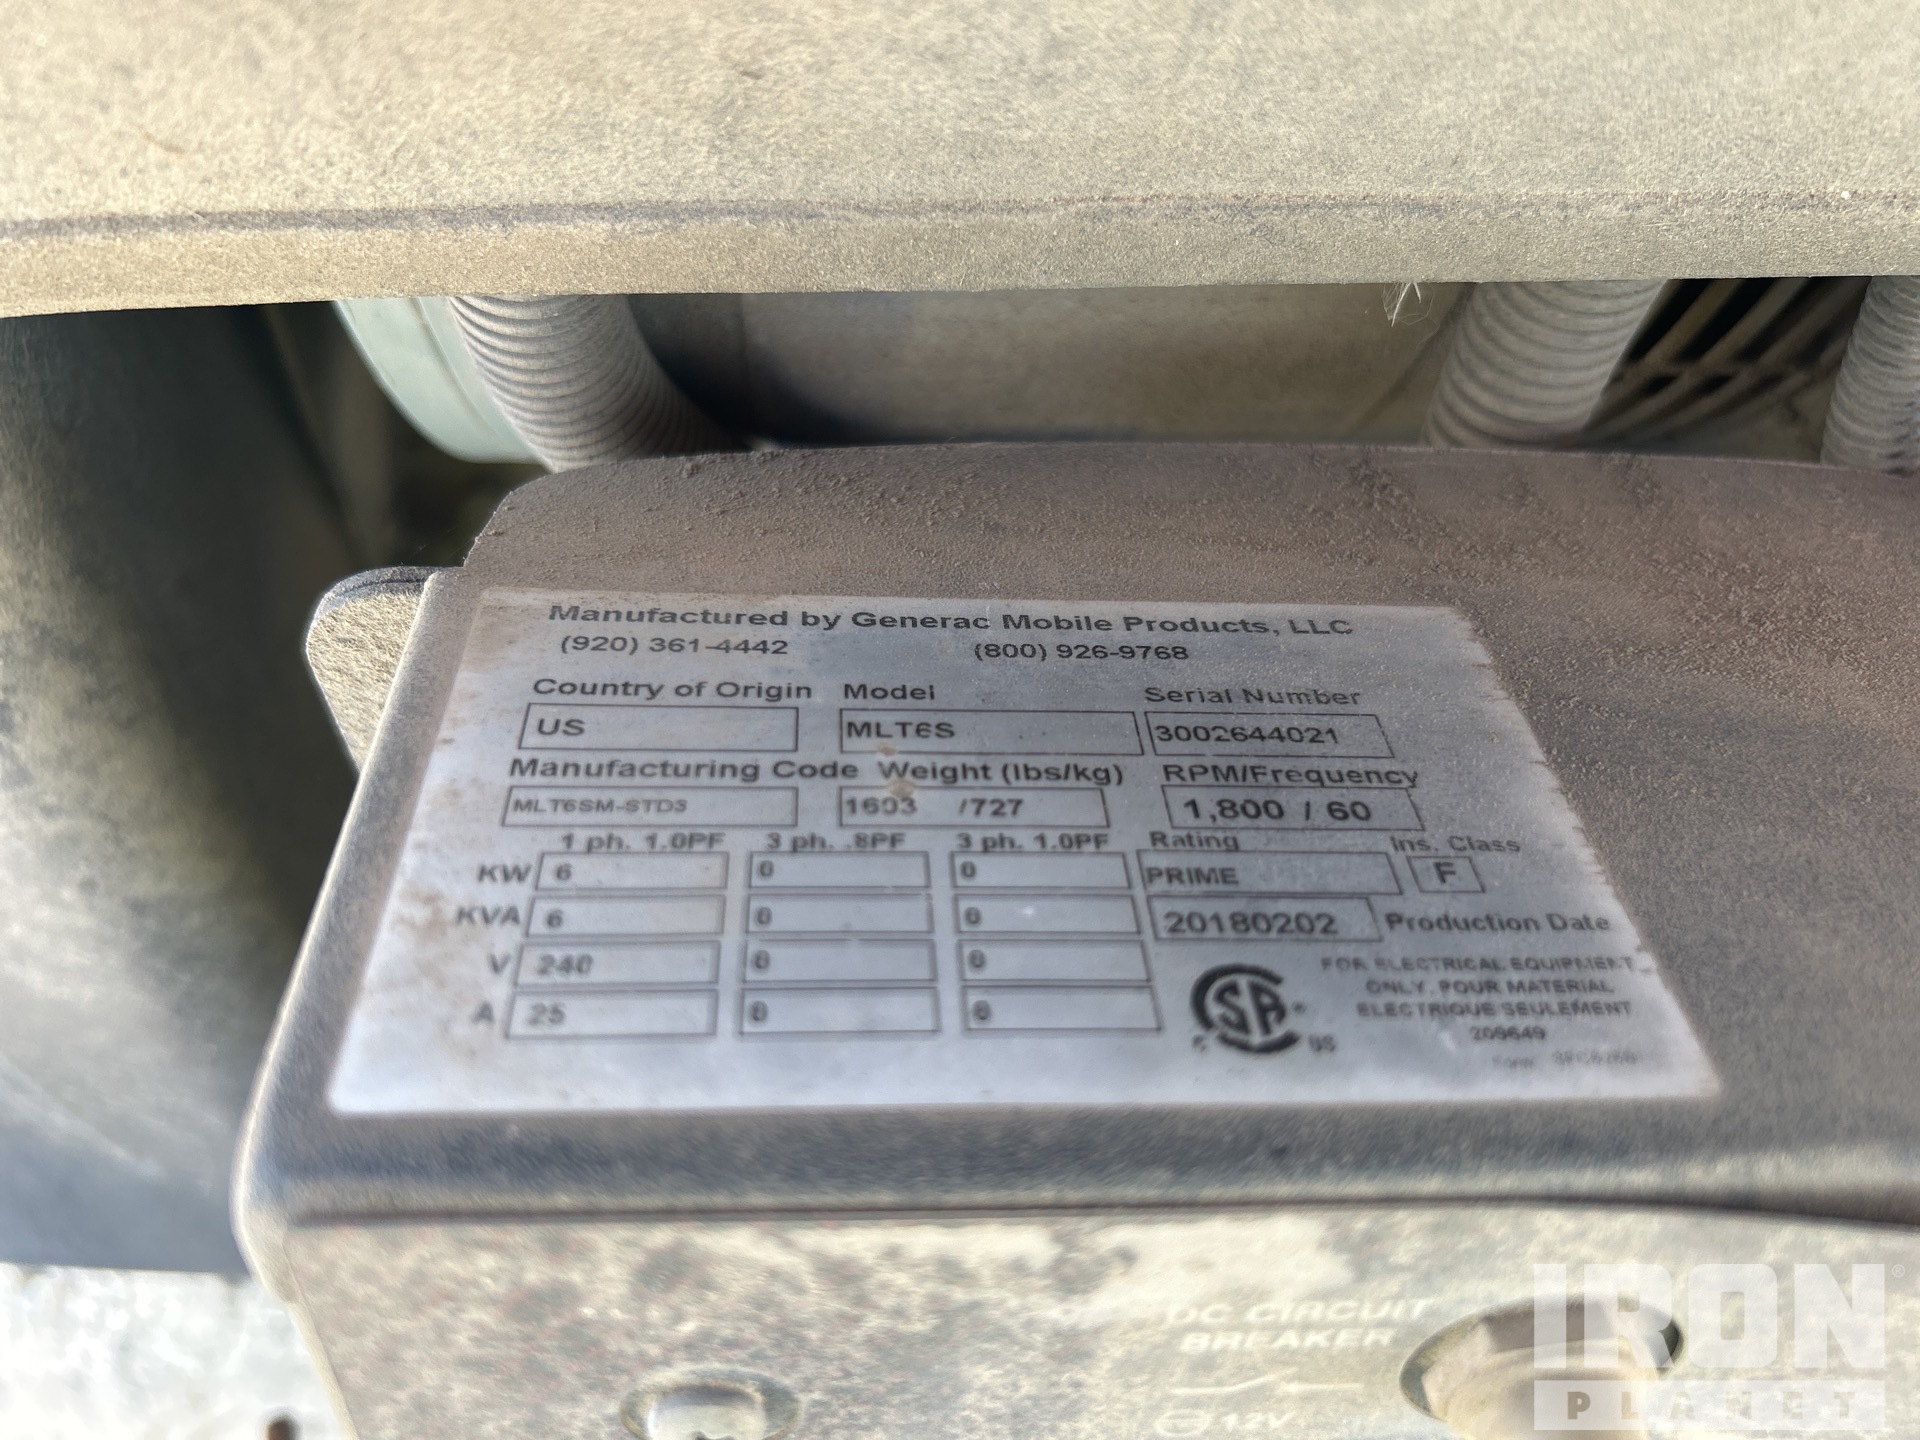 Manufactured by Generac Mobile Products, LLC
(920) 361-4442 (800) 926-9768
Country of Origin Model Serial Number
US MLT6S 3002644021
Manufacturing Code Weight (lbs/kg) RPM/Frequency
MLT6SM-STD3 1603 /727 1,800 / 60
1 ph. 1.0PF 3 ph. .8PF 3 ph. 1.0PF Rating Ins. Class
KW 6 0 0 PRIME F
KVA 6 0 0 20180202 Production Date
V 240 0 0
A 25 0 0
FOR ELECTRICAL EQUIPMENT
ONLY. POUR MATERIAL
ELECTRIQUE SEULEMENT
209649
CSA ®
C US
DC CIRCUIT
BREAKER
12V
IRON ®
PLANET